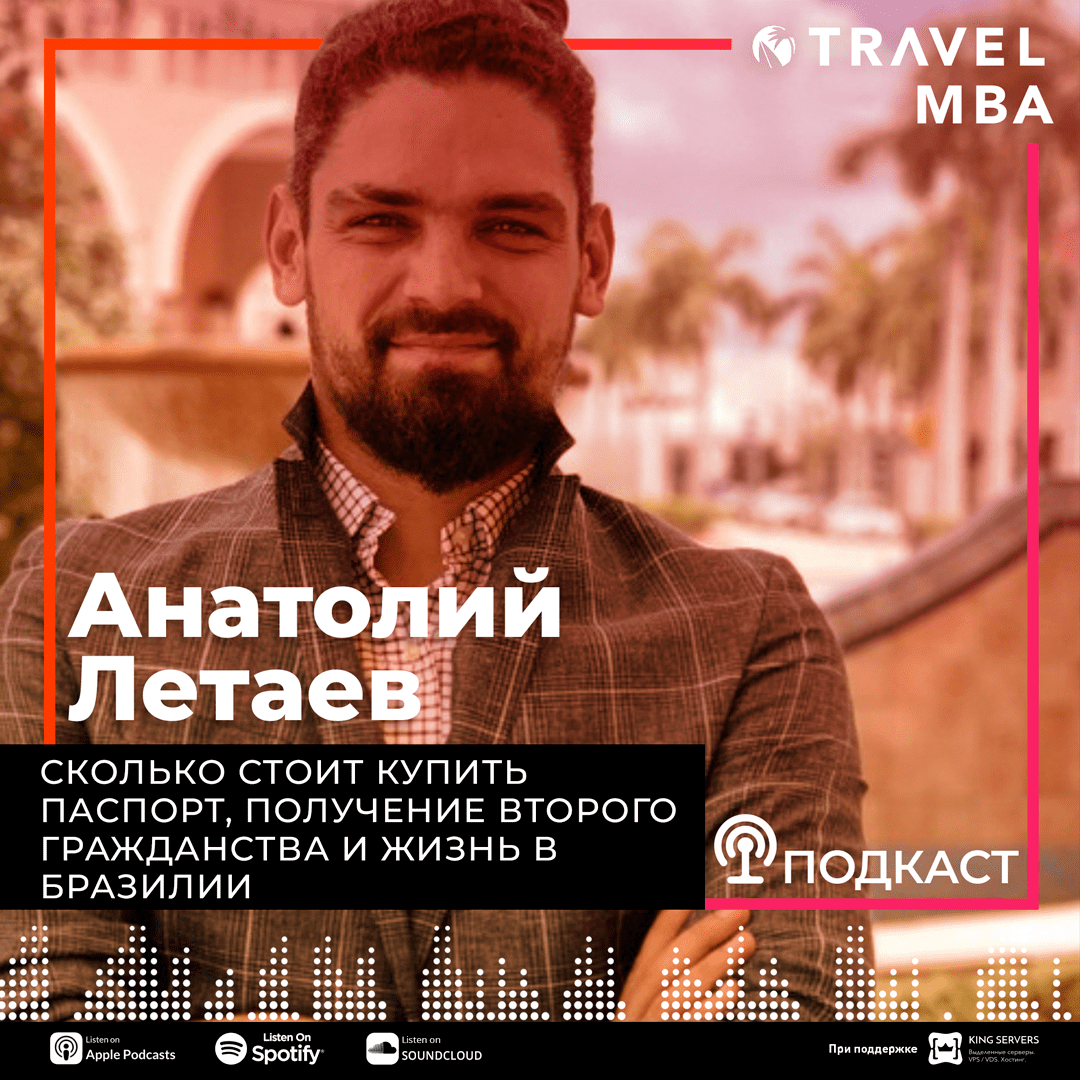 TRAVEL
MBA
Анатолий
Летаев
СКОЛЬКО СТОИТ КУПИТЬ
ПАСПОРТ, ПОЛУЧЕНИЕ ВТОРОГО
ГРАЖДАНСТВА И ЖИЗНЬ В
БРАЗИЛИИ
ПОДКАСТ
Listen on
Apple Podcasts
Listen On
Spotify
Listen on
SOUNDCLOUD
При поддержке
KING SERVERS
Выделенные серверы.
VPS / VDS. Хостинг.